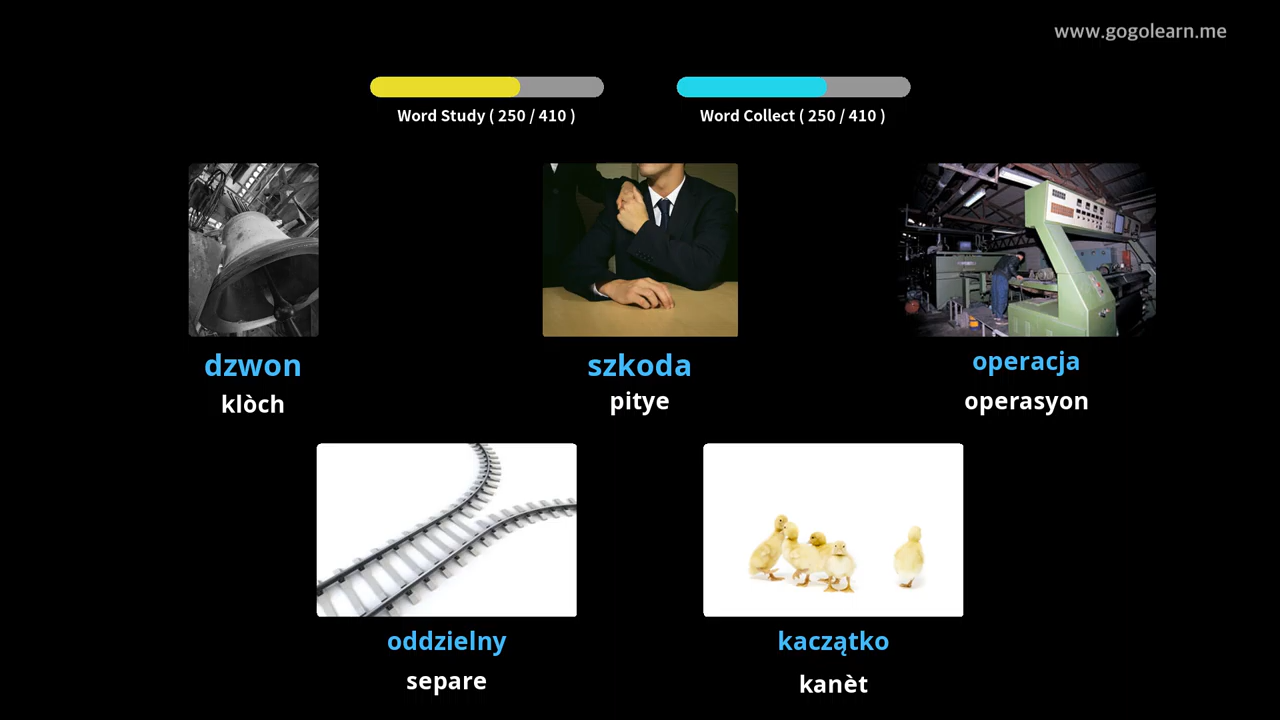 www.gogolearn.me
Word Study ( 250 / 410 )
Word Collect ( 250 / 410 )
dzwon
klòch
szkoda
pitye
operacja
operasyon
oddzielny
separe
kaczątko
kanèt